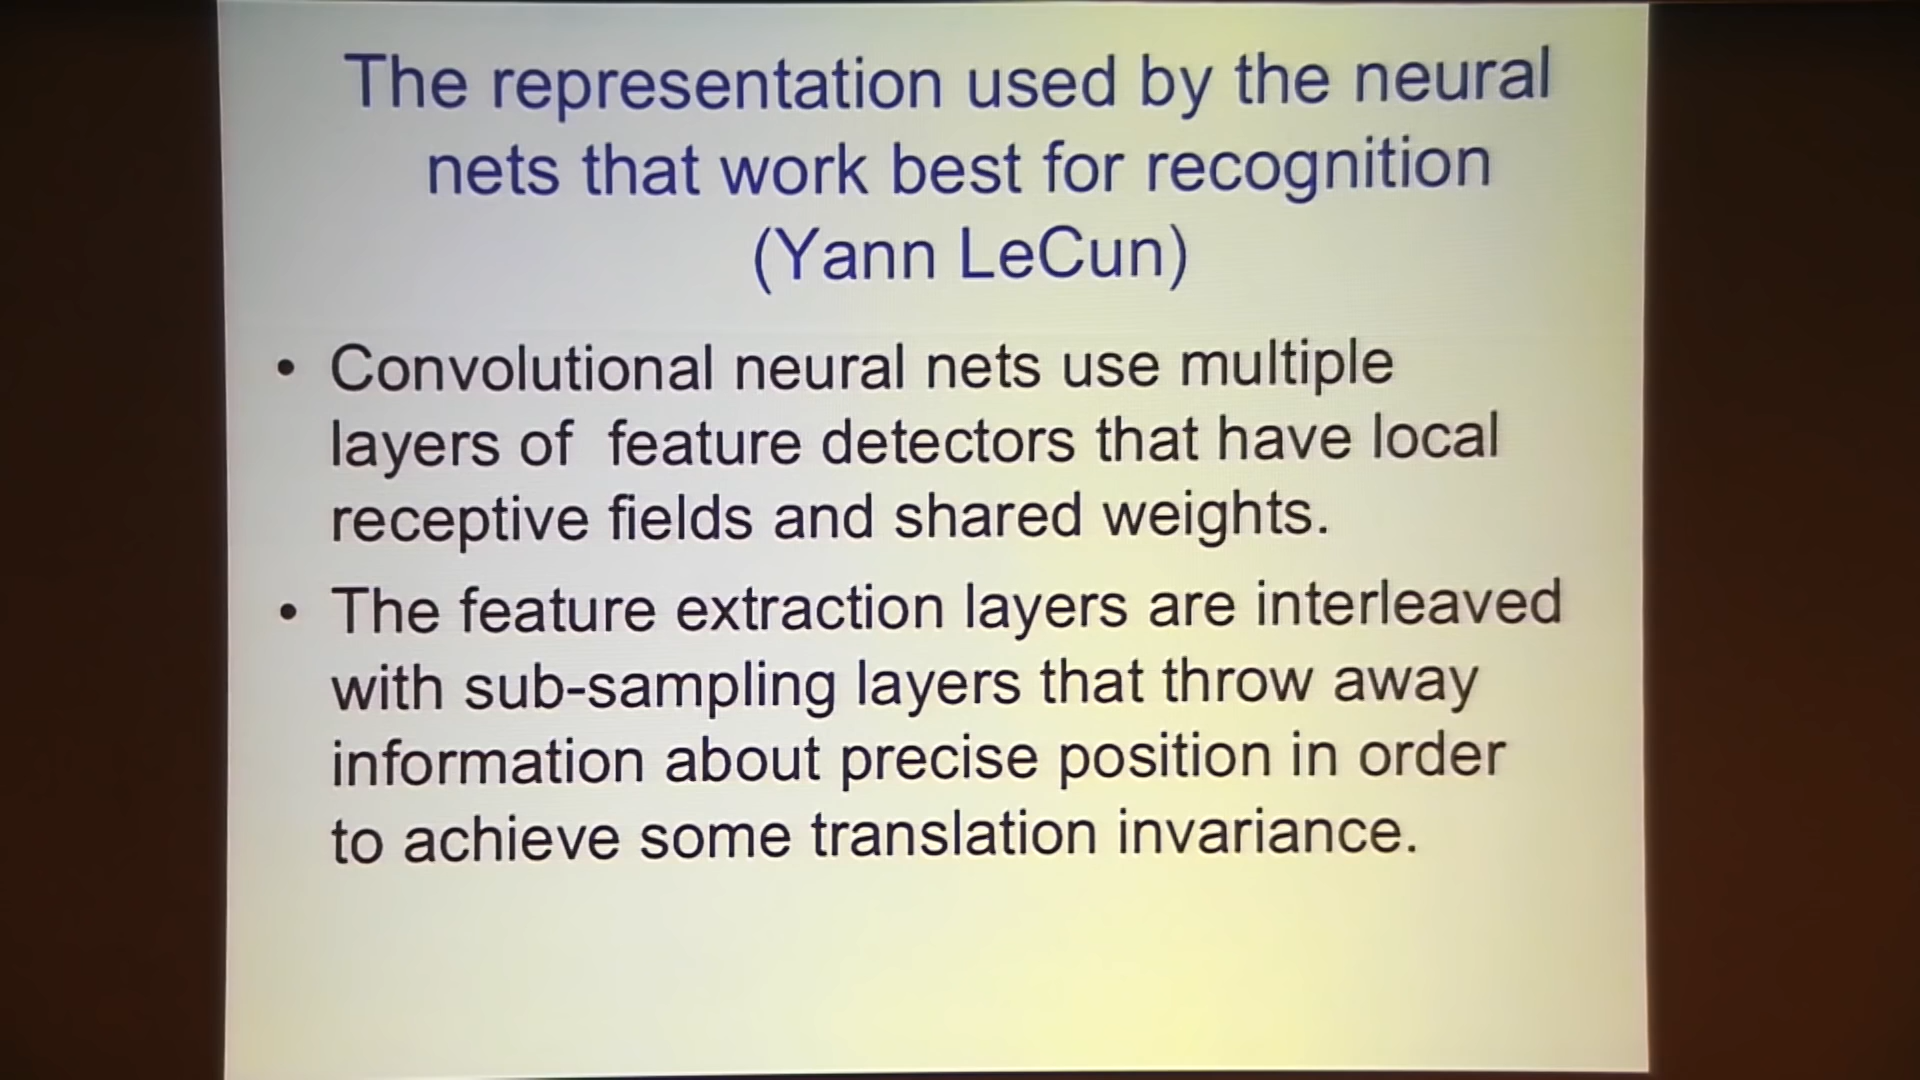 The representation used by the neural
nets that work best for recognition
(Yann LeCun)
• Convolutional neural nets use multiple
layers of feature detectors that have local
receptive fields and shared weights.
• The feature extraction layers are interleaved
with sub-sampling layers that throw away
information about precise position in order
to achieve some translation invariance.